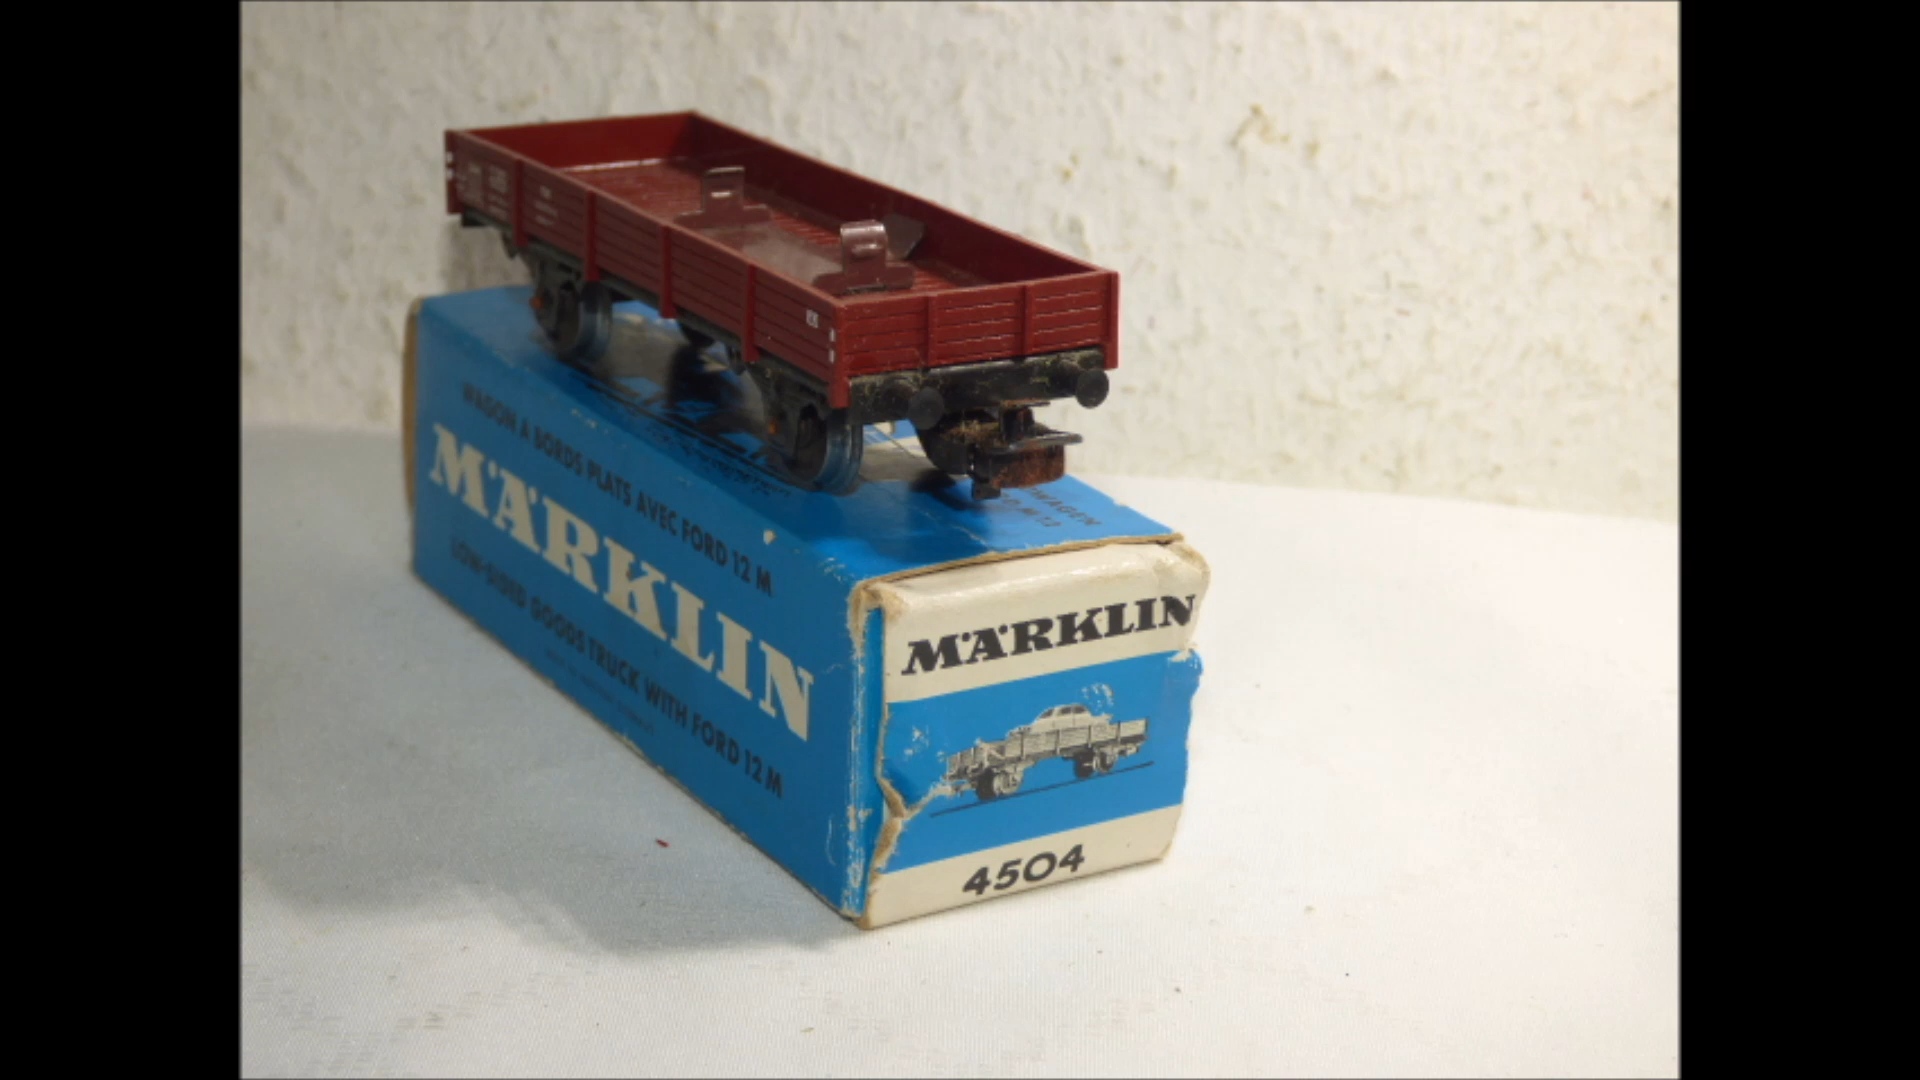 WAGON A BORDS PLATS AVEC FORD 12 M
MÄRKLIN
LOW-SIDED GOODS TRUCK WITH FORD 12 M
MÄRKLIN
4504